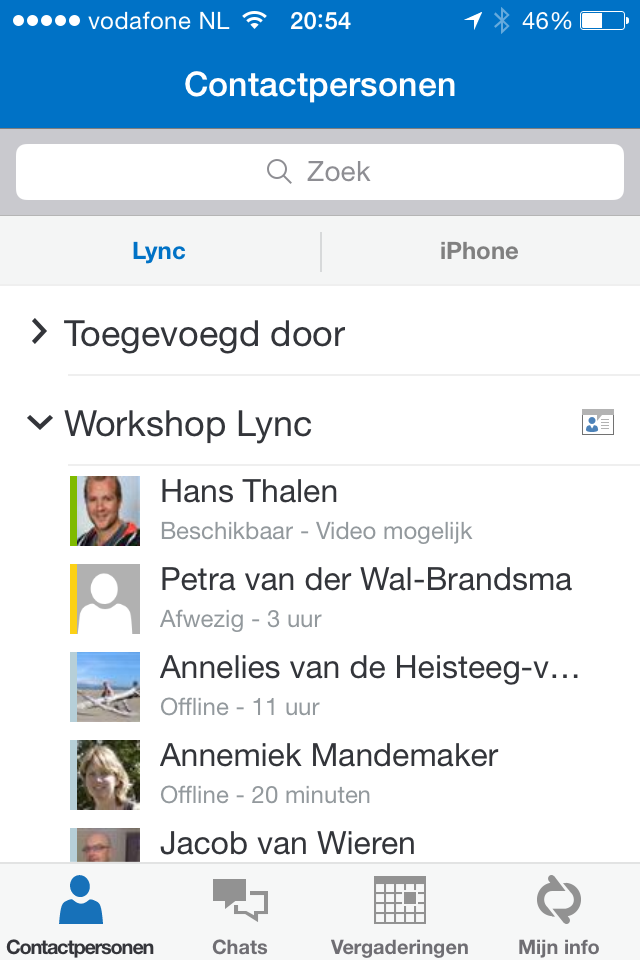 vodafone NL 20:54 46%
Contactpersonen
Zoek
Lync iPhone
Toegevoegd door
Workshop Lync
Hans Thalen
Beschikbaar - Video mogelijk
Petra van der Wal-Brandsma
Afwezig - 3 uur
Annelies van de Heisteeg-v...
Offline - 11 uur
Annemiek Mandemaker
Offline - 20 minuten
Jacob van Wieren
Contactpersonen Chats Vergaderingen Mijn info